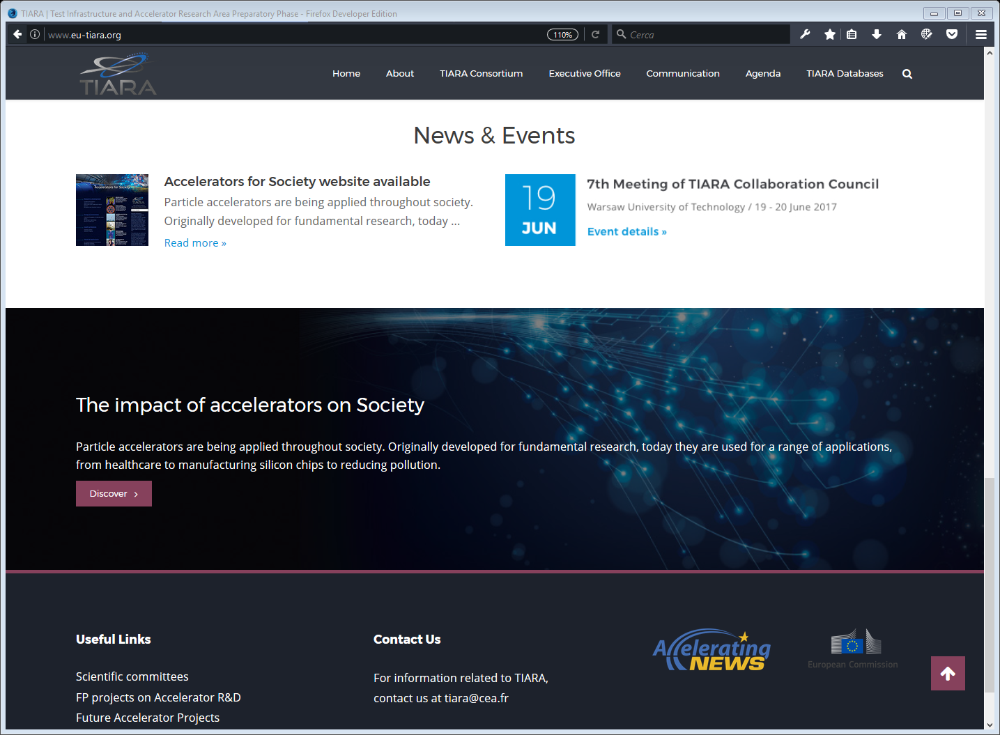 TIARA | Test Infrastructure and Accelerator Research Area Preparatory Phase - Firefox Developer Edition
www.eu-tiara.org
110%
Cerca
TIARA
Home
About
TIARA Consortium
Executive Office
Communication
Agenda
TIARA Databases
News & Events
Accelerators for Society website available
Particle accelerators are being applied throughout society.
Originally developed for fundamental research, today ...
Read more »
19
JUN
7th Meeting of TIARA Collaboration Council
Warsaw University of Technology / 19 - 20 June 2017
Event details »
The impact of accelerators on Society
Particle accelerators are being applied throughout society. Originally developed for fundamental research, today they are used for a range of applications,
from healthcare to manufacturing silicon chips to reducing pollution.
Discover
Useful Links
Scientific committees
FP projects on Accelerator R&D
Future Accelerator Projects
Contact Us
For information related to TIARA,
contact us at tiara@cea.fr
Accelerating
NEWS
European Commission